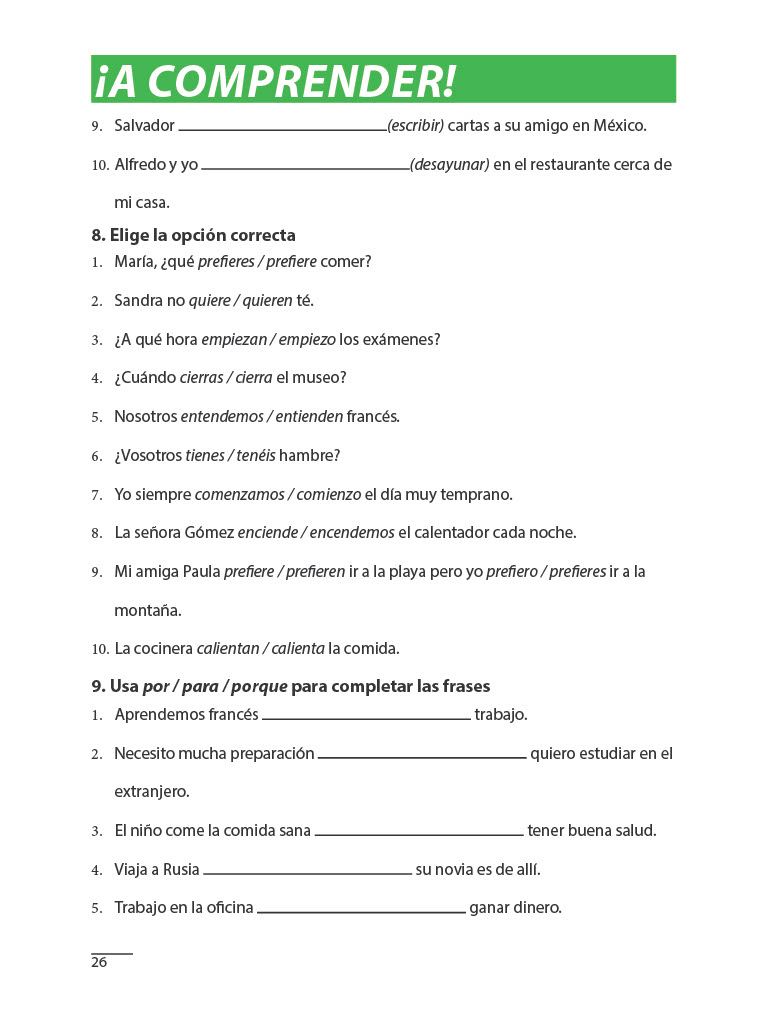 ¡A COMPRENDER!
9. Salvador ____________________(escribir) cartas a su amigo en México.
10. Alfredo y yo ____________________(desayunar) en el restaurante cerca de
mi casa.
8. Elige la opción correcta
1. María, ¿qué prefieres / prefiere comer?
2. Sandra no quiere / quieren té.
3. ¿A qué hora empiezan / empiezo los exámenes?
4. ¿Cuándo cierras / cierra el museo?
5. Nosotros entendemos / entienden francés.
6. ¿Vosotros tienes / tenéis hambre?
7. Yo siempre comenzamos / comienzo el día muy temprano.
8. La señora Gómez enciende / encendemos el calentador cada noche.
9. Mi amiga Paula prefiere / prefieren ir a la playa pero yo prefiero / prefieres ir a la
montaña.
10. La cocinera calientan / calienta la comida.
9. Usa por / para / porque para completar las frases
1. Aprendemos francés ____________________ trabajo.
2. Necesito mucha preparación ____________________ quiero estudiar en el
extranjero.
3. El niño come la comida sana ____________________ tener buena salud.
4. Viaja a Rusia ____________________ su novia es de allí.
5. Trabajo en la oficina ____________________ ganar dinero.
26